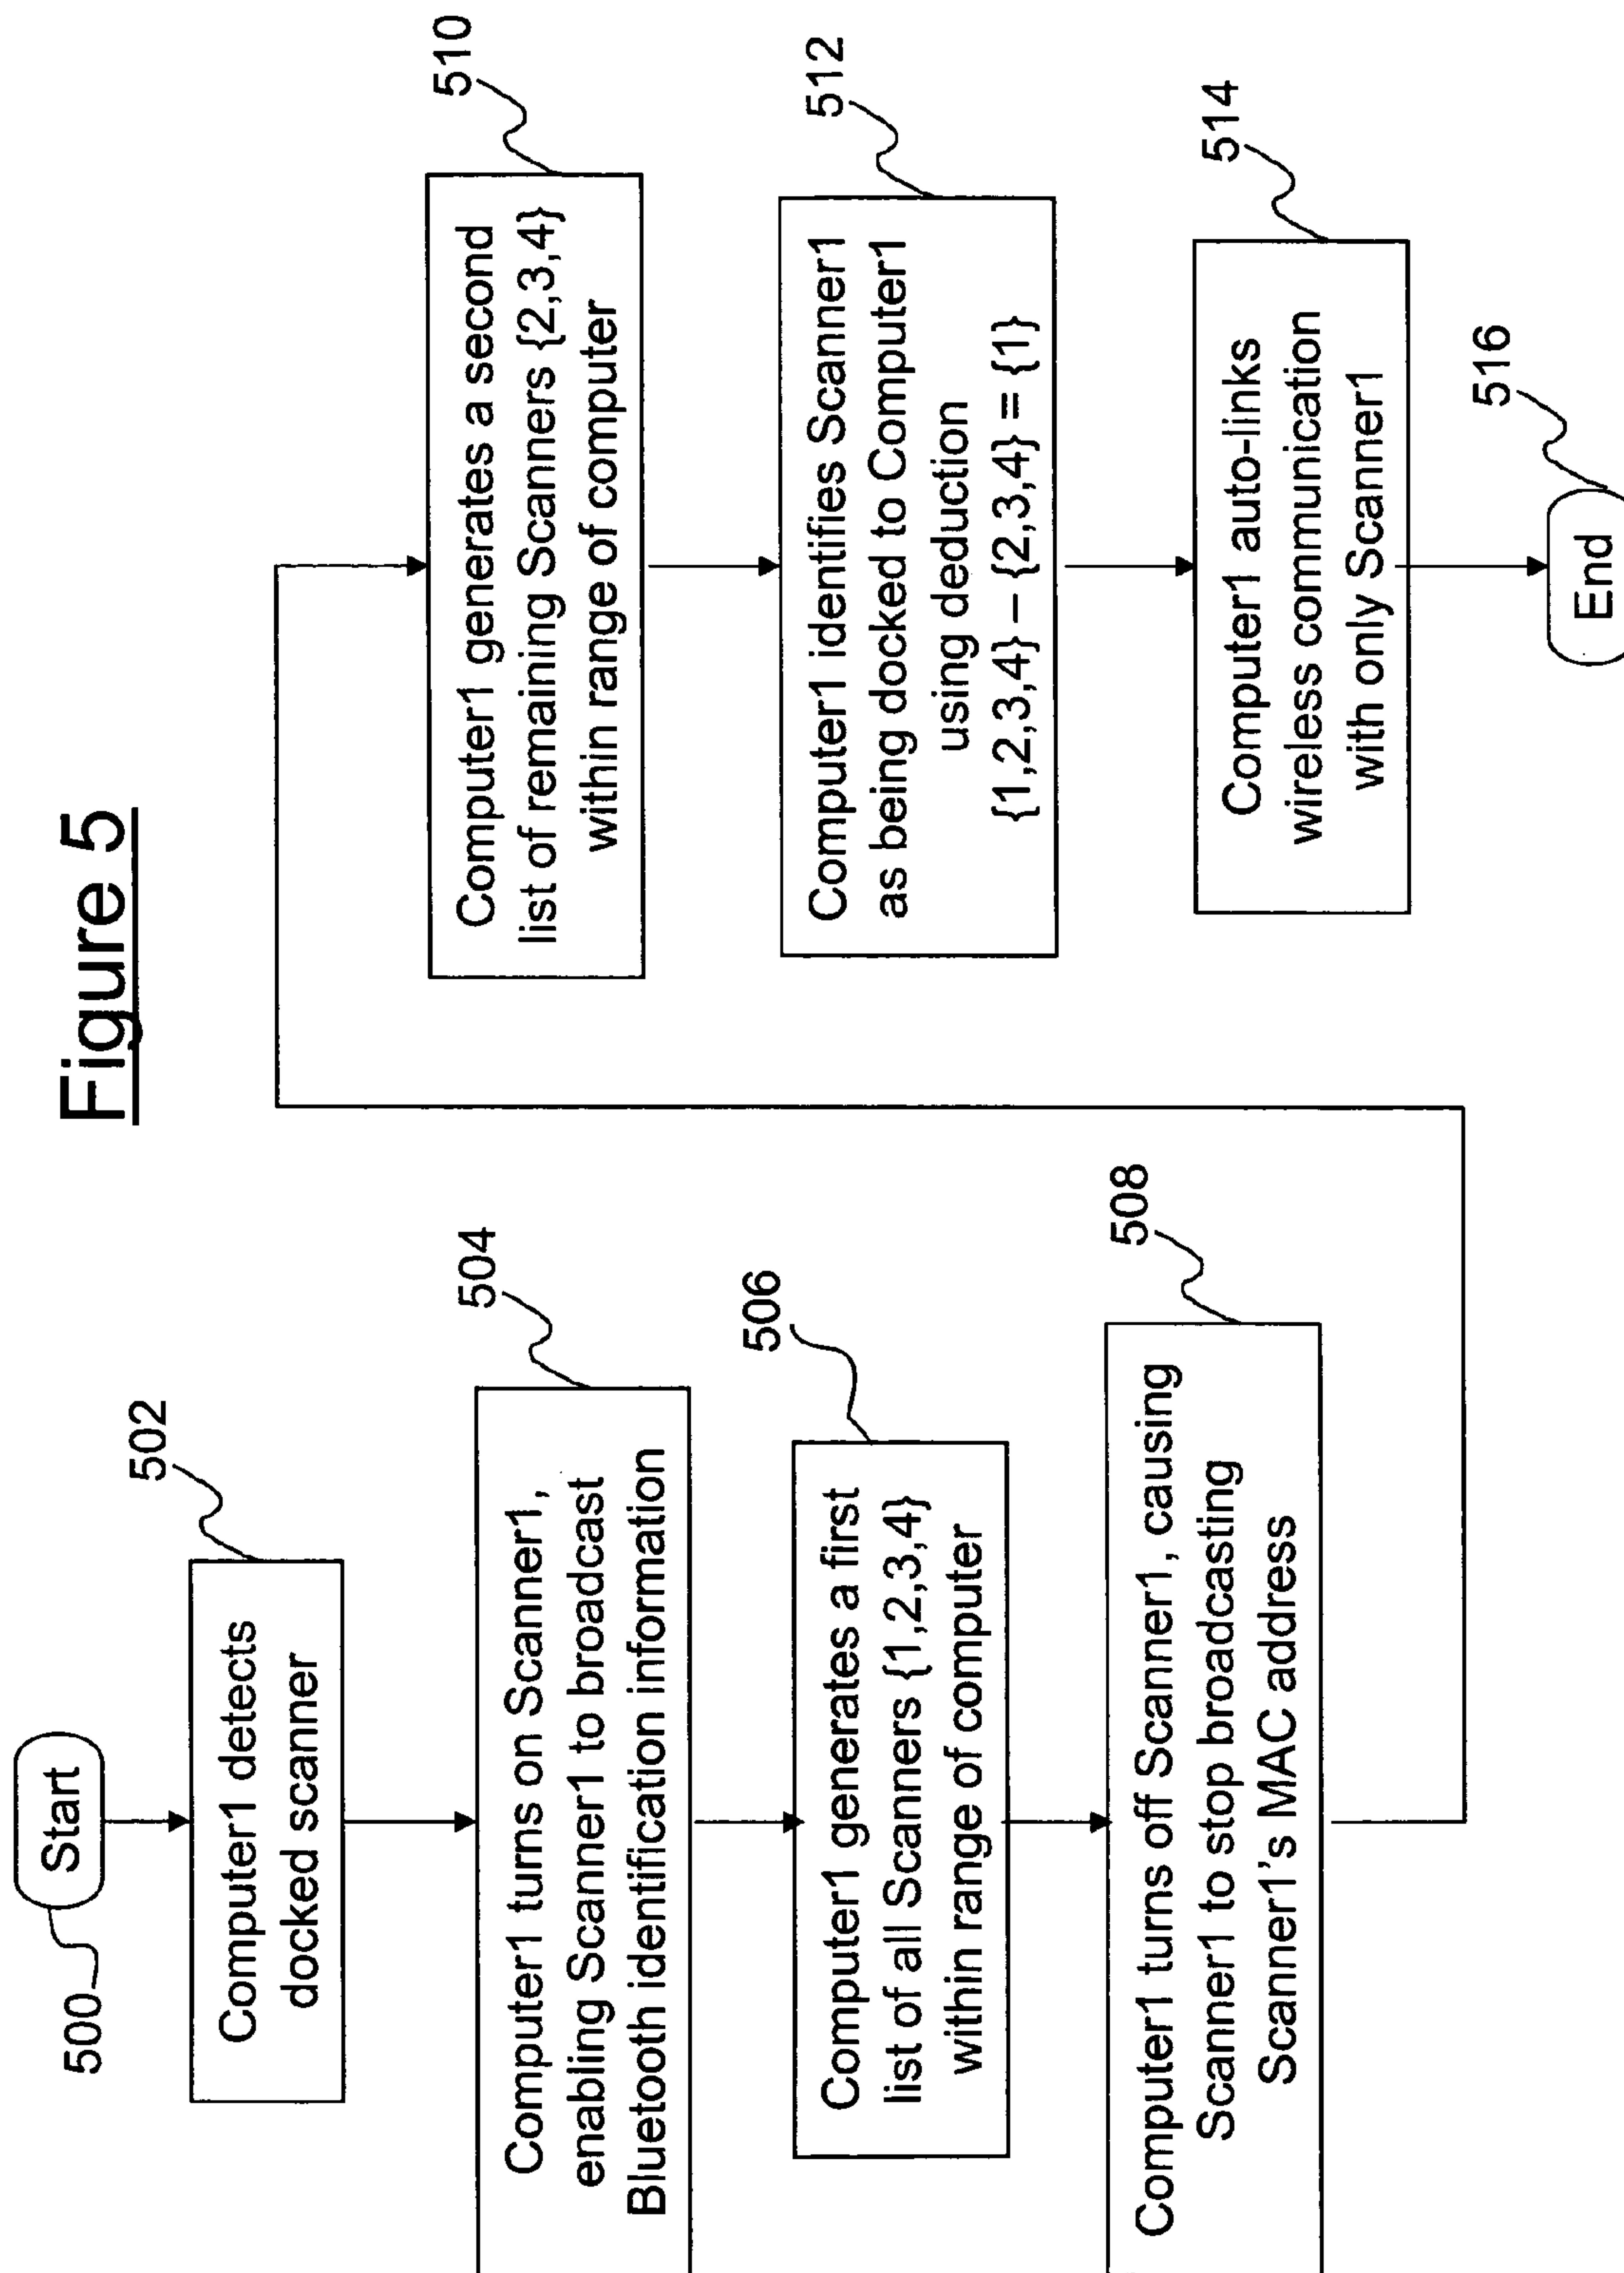 Figure 5
Start
500
Computer1 detects
docked scanner
502
Computer1 turns on Scanner1,
enabling Scanner1 to broadcast
Bluetooth identification information
504
Computer1 generates a first
list of all Scanners {1,2,3,4}
within range of computer
506
Computer1 turns off Scanner1, causing
Scanner1 to stop broadcasting
Scanner1's MAC address
508
Computer1 generates a second
list of remaining Scanners {2,3,4}
within range of computer
510
Computer1 identifies Scanner1
as being docked to Computer1
using deduction
{1,2,3,4} – {2,3,4} = {1}
512
Computer1 auto-links
wireless communication
with only Scanner1
514
End
516